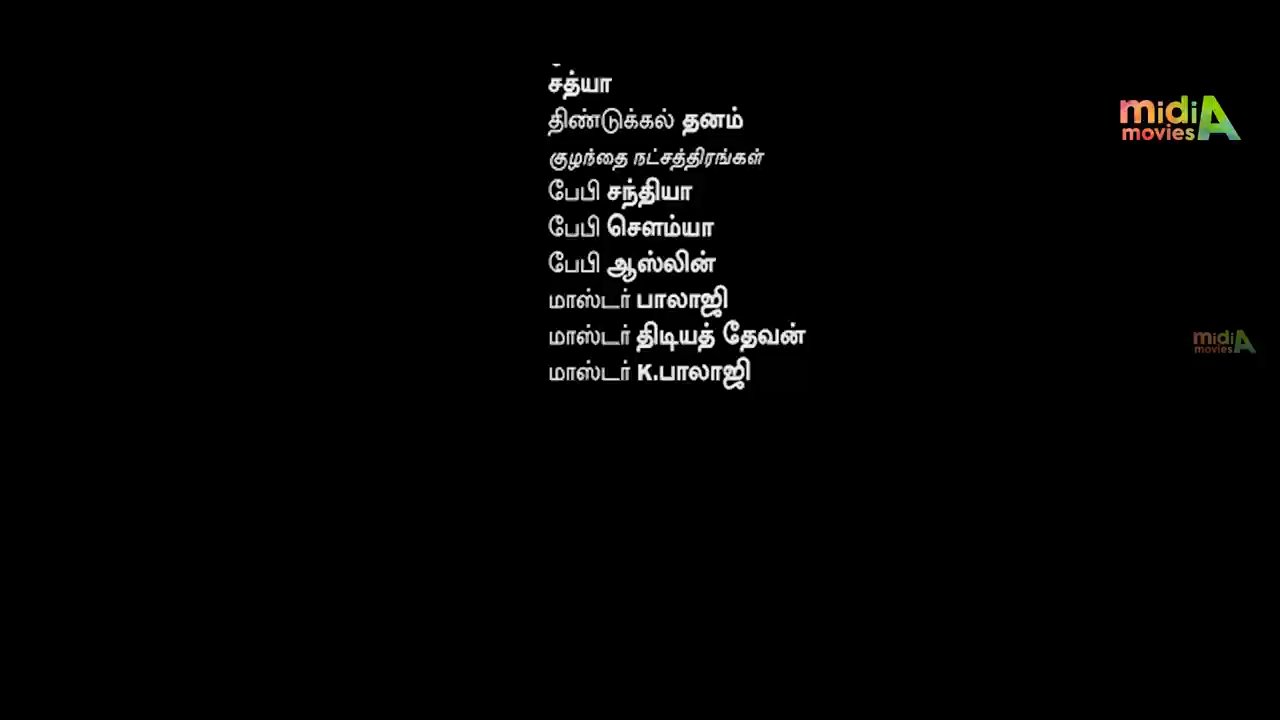 சத்யா
திண்டுக்கல் தனம்
குழந்தை நட்சத்திரங்கள்
பேபி சந்தியா
பேபி சௌம்யா
பேபி ஆஸ்லின்
மாஸ்டர் பாலாஜி
மாஸ்டர் திடியத் தேவன்
மாஸ்டர் K.பாலாஜி
midiA
movies
midiA
movies